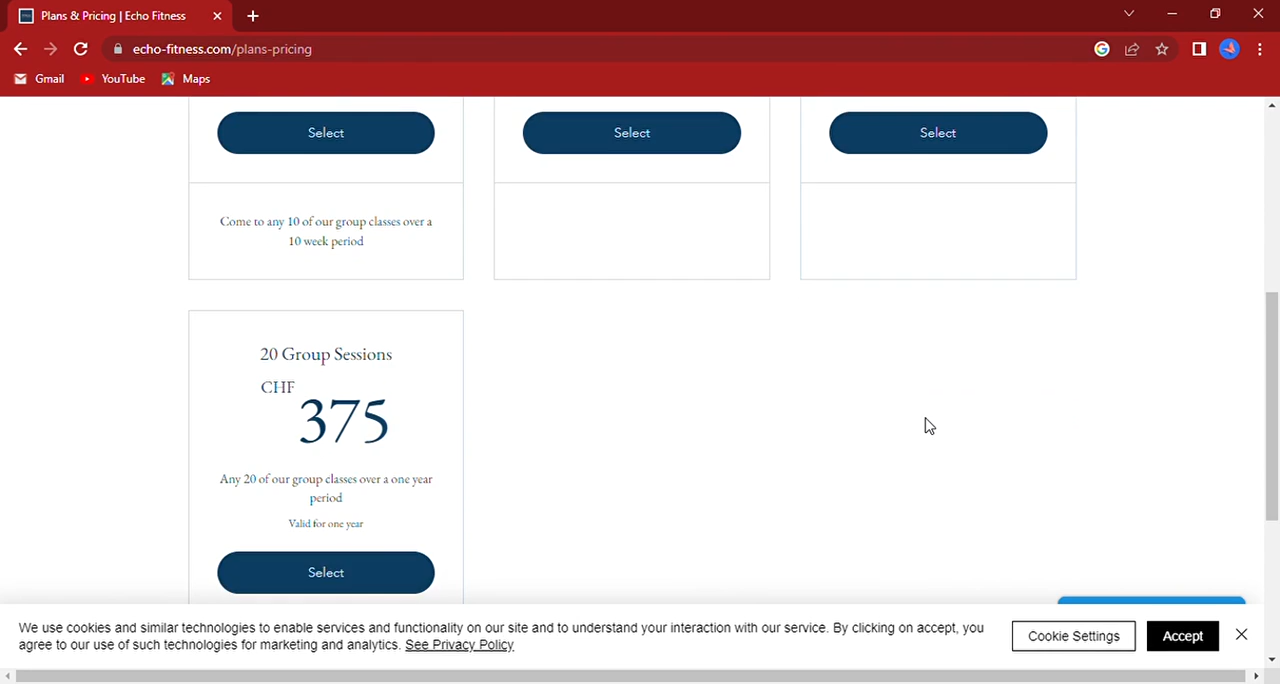 Plans & Pricing | Echo Fitness
echo-fitness.com/plans-pricing
Gmail YouTube Maps
Select Select Select
Come to any 10 of our group classes over a
10 week period
20 Group Sessions
CHF
375
Any 20 of our group classes over a one year
period
Valid for one year
Select
We use cookies and similar technologies to enable services and functionality on our site and to understand your interaction with our service. By clicking on accept, you
agree to our use of such technologies for marketing and analytics. See Privacy Policy
Cookie Settings Accept